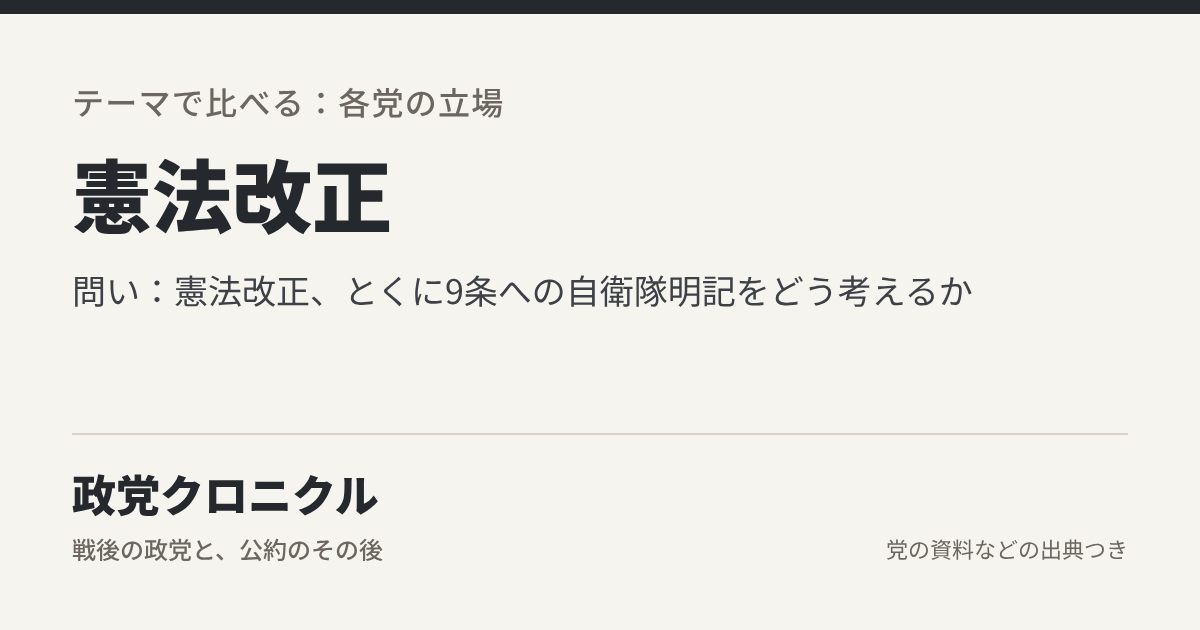 テーマで比べる：各党の立場
憲法改正
問い：憲法改正、とくに9条への自衛隊明記をどう考えるか
政党クロニクル
戦後の政党と、公約のその後
党の資料などの出典つき